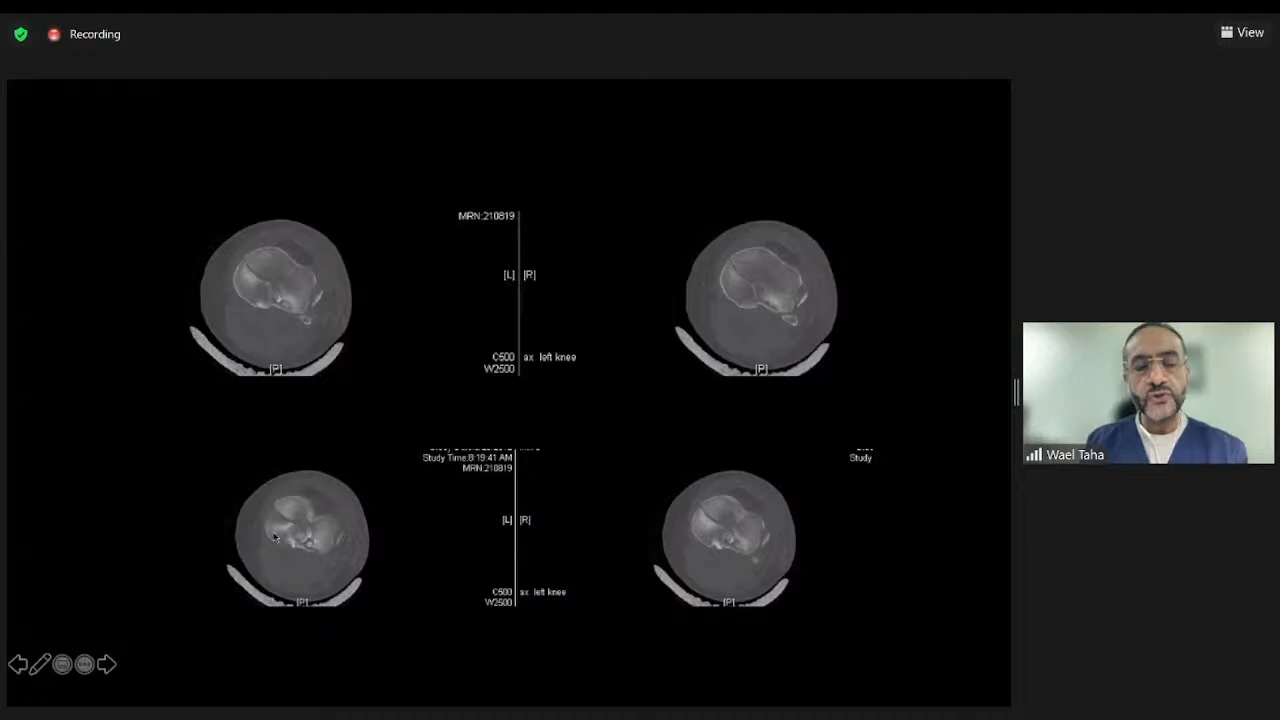 Recording
View
MRN:210819
[L] [R]
C500 ax left knee
W2500
[P]
[P]
Study Time:8:19:41 AM
MRN:210819
Study
[L] [R]
C500 ax left knee
W2500
[P]
[P]
Wael Taha